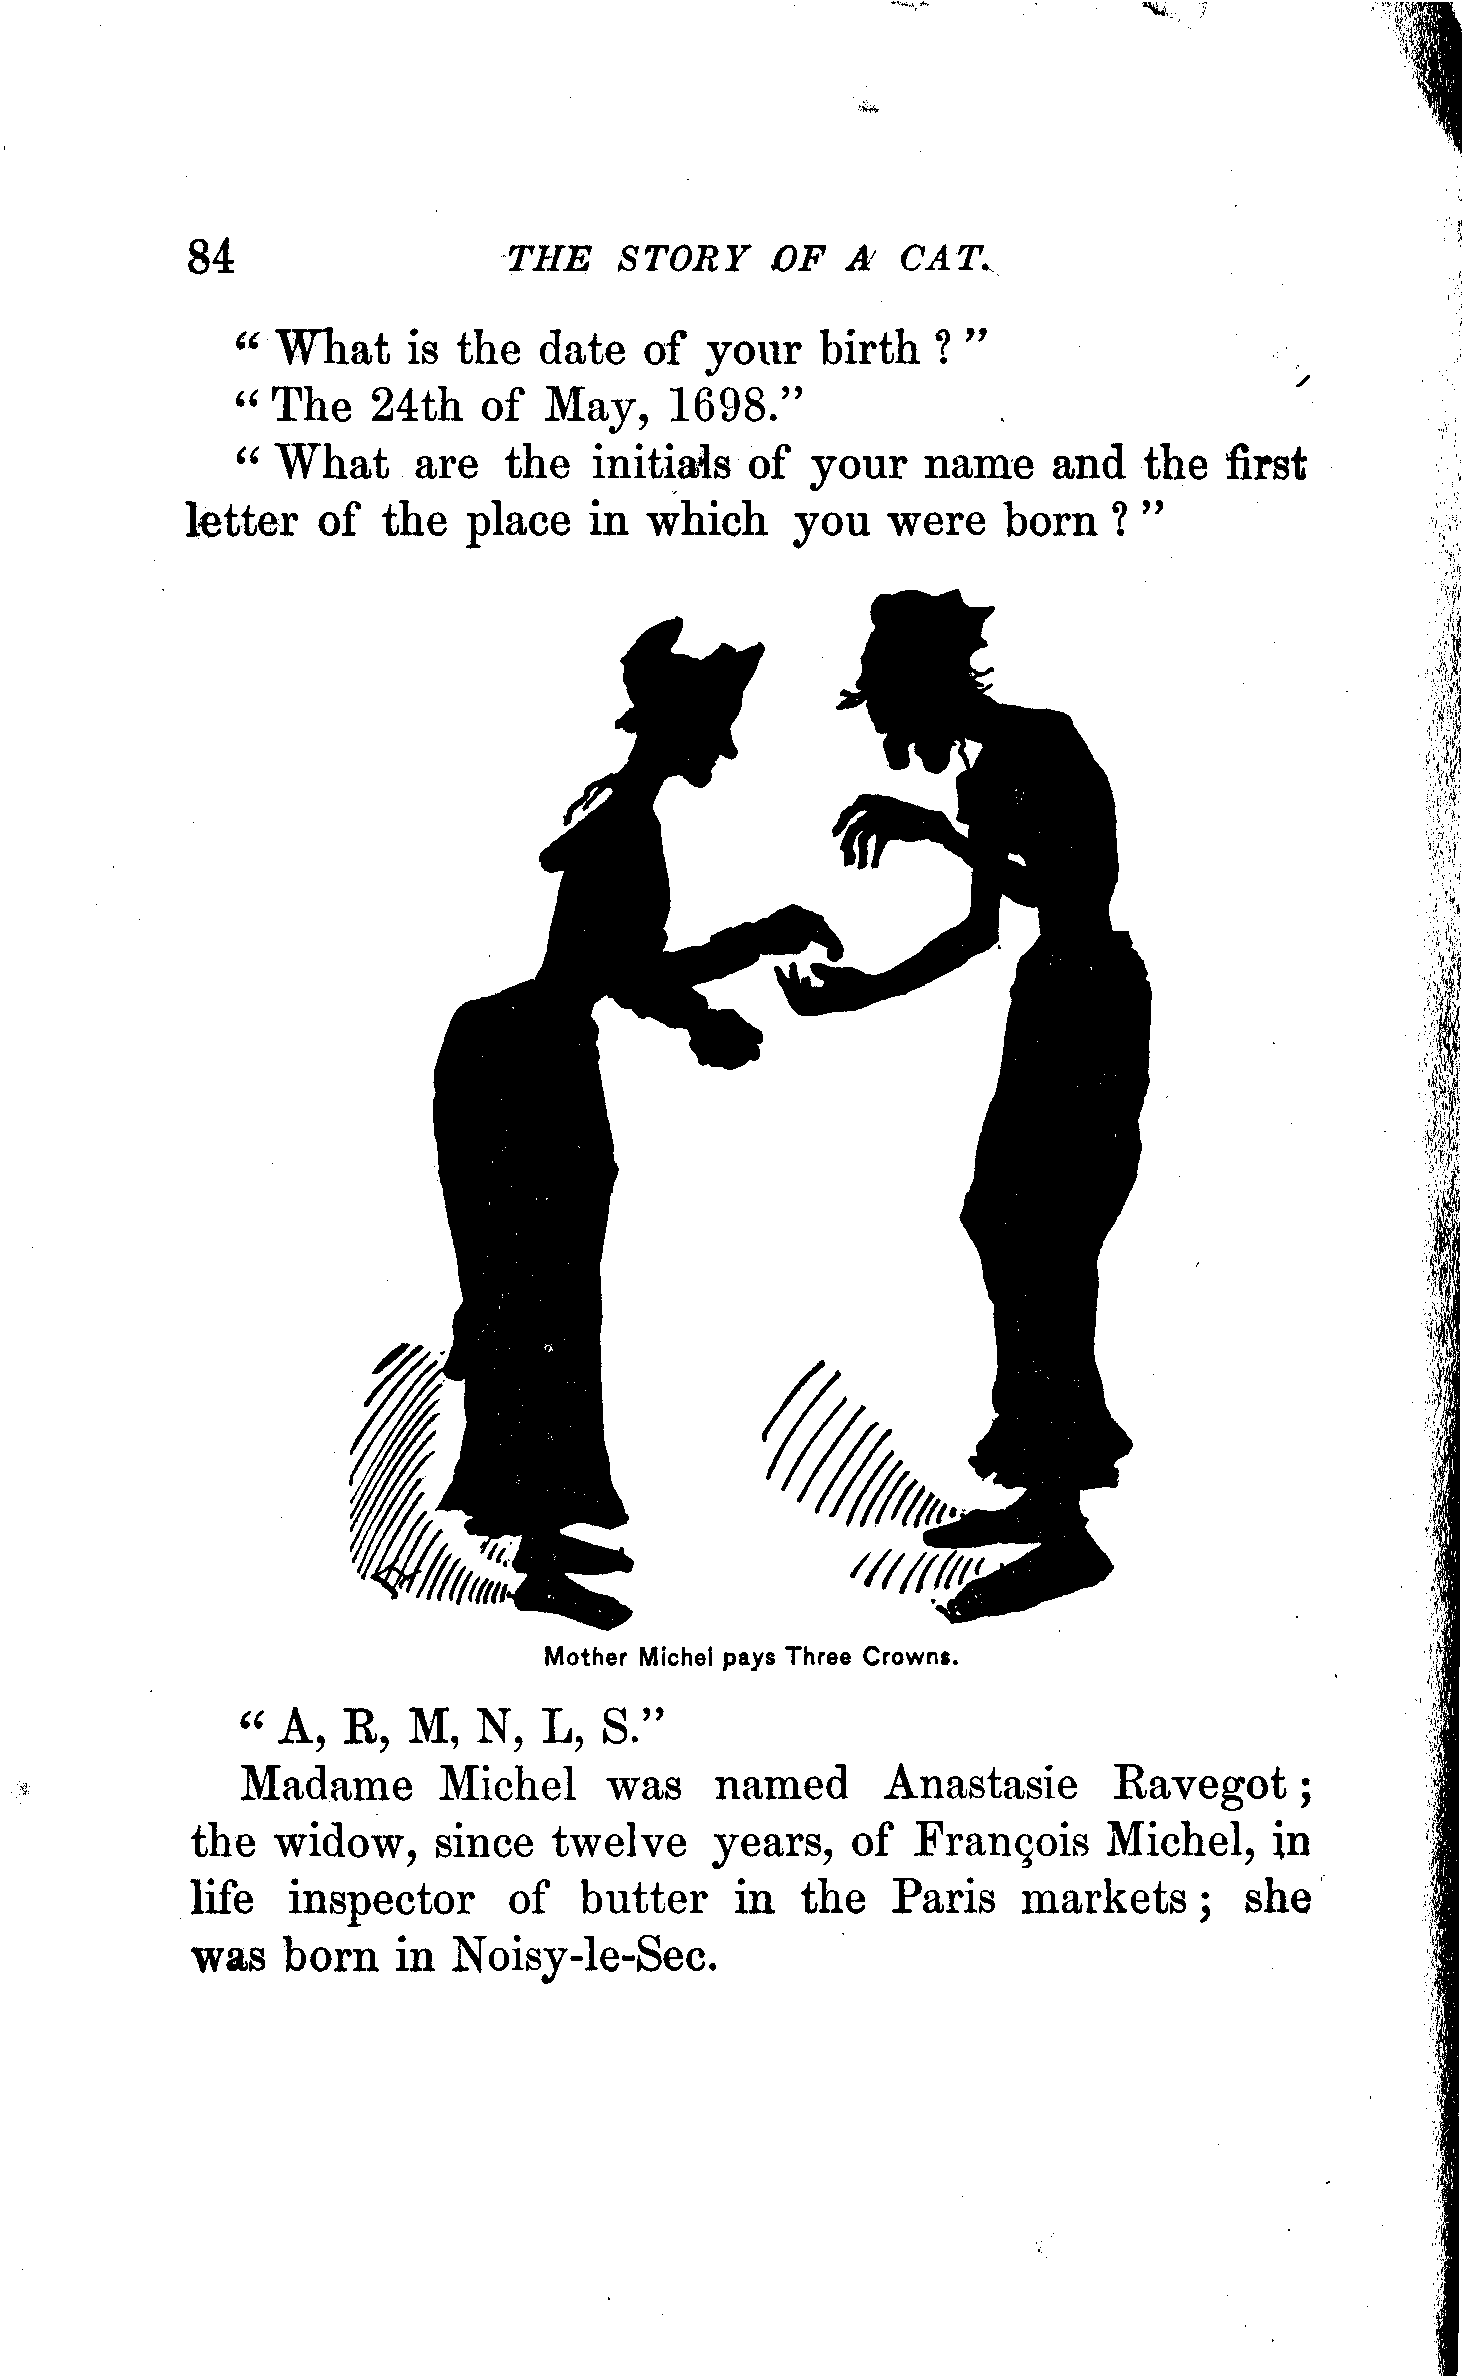 84 THE STORY OF A CAT.
“ What is the date of your birth ? ”
“ The 24th of May, 1698.”
“ What are the initials of your name and the first
letter of the place in which you were born ? ”
Mother Michel pays Three Crowns.
“ A, R, M, N, L, S.”
Madame Michel was named Anastasie Ravegot ;
the widow, since twelve years, of François Michel, in
life inspector of butter in the Paris markets ; she
was born in Noisy-le-Sec.